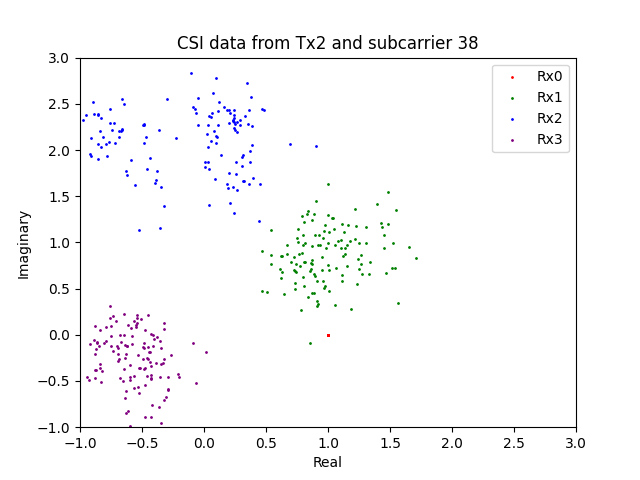 CSI data from Tx2 and subcarrier 38
Rx0
Rx1
Rx2
Rx3
Imaginary
3.0
2.5
2.0
1.5
1.0
0.5
0.0
−0.5
−1.0
−1.0 −0.5 0.0 0.5 1.0 1.5 2.0 2.5 3.0
Real